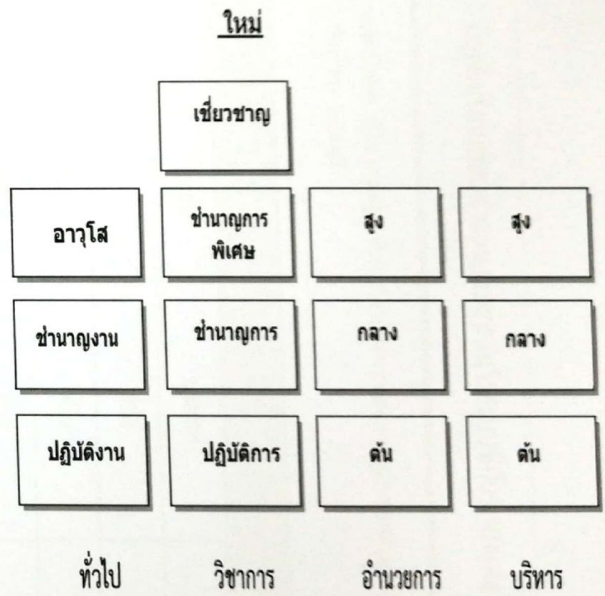 ใหม่
เชี่ยวชาญ
อาวุโส ชำนาญการ สูง สูง
พิเศษ
ชำนาญงาน ชำนาญการ กลาง กลาง
ปฏิบัติงาน ปฏิบัติการ ต้น ต้น
ทั่วไป วิชาการ อำนวยการ บริหาร